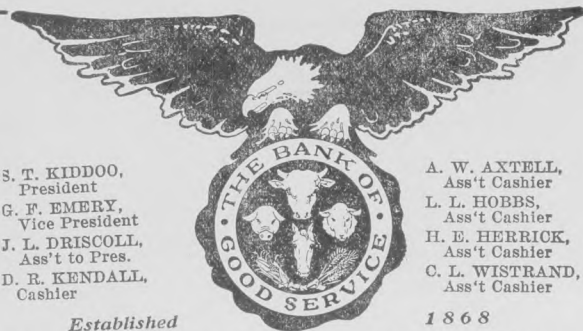 THE BANK OF
GOOD SERVICE
S. T. KIDDOO,
President
G. F. EMERY,
Vice President
J. L. DRISCOLL,
Ass't to Pres.
D. R. KENDALL,
Cashier
A. W. AXTELL,
Ass't Cashier
L. L. HOBBS,
Ass't Cashier
H. E. HERRICK,
Ass't Cashier
C. L. WISTRAND,
Ass't Cashier
Established 1868